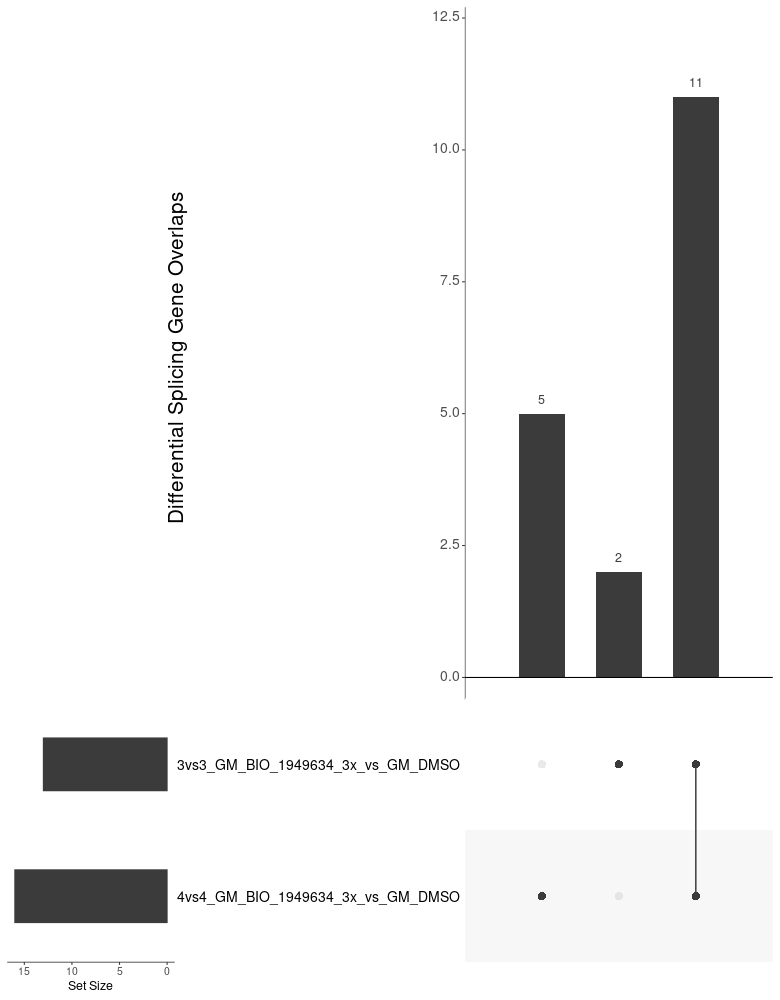 12.5
11
10.0
Differential Splicing Gene Overlaps
7.5
5.0
5
2.5
2
0.0
3vs3_GM_BIO_1949634_3x_vs_GM_DMSO
4vs4_GM_BIO_1949634_3x_vs_GM_DMSO
15 10 5 0
Set Size